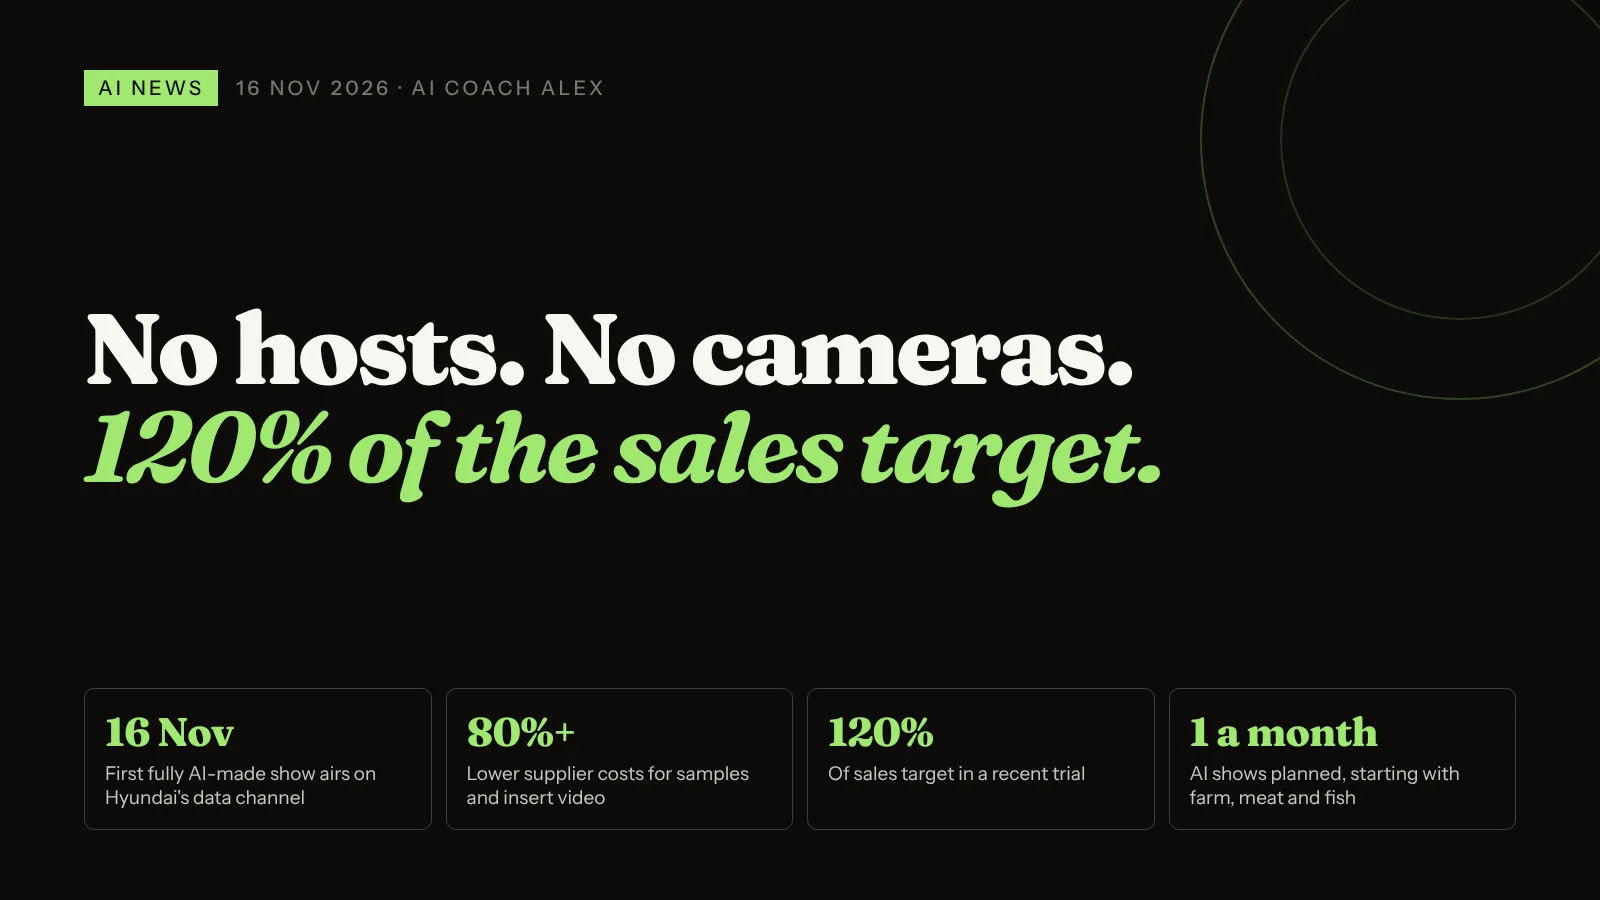 AI NEWS
16 NOV 2026 · AI COACH ALEX
No hosts. No cameras.
120% of the sales target.
16 Nov
First fully AI-made show airs on
Hyundai's data channel
80%+
Lower supplier costs for samples
and insert video
120%
Of sales target in a recent trial
1 a month
AI shows planned, starting with
farm, meat and fish